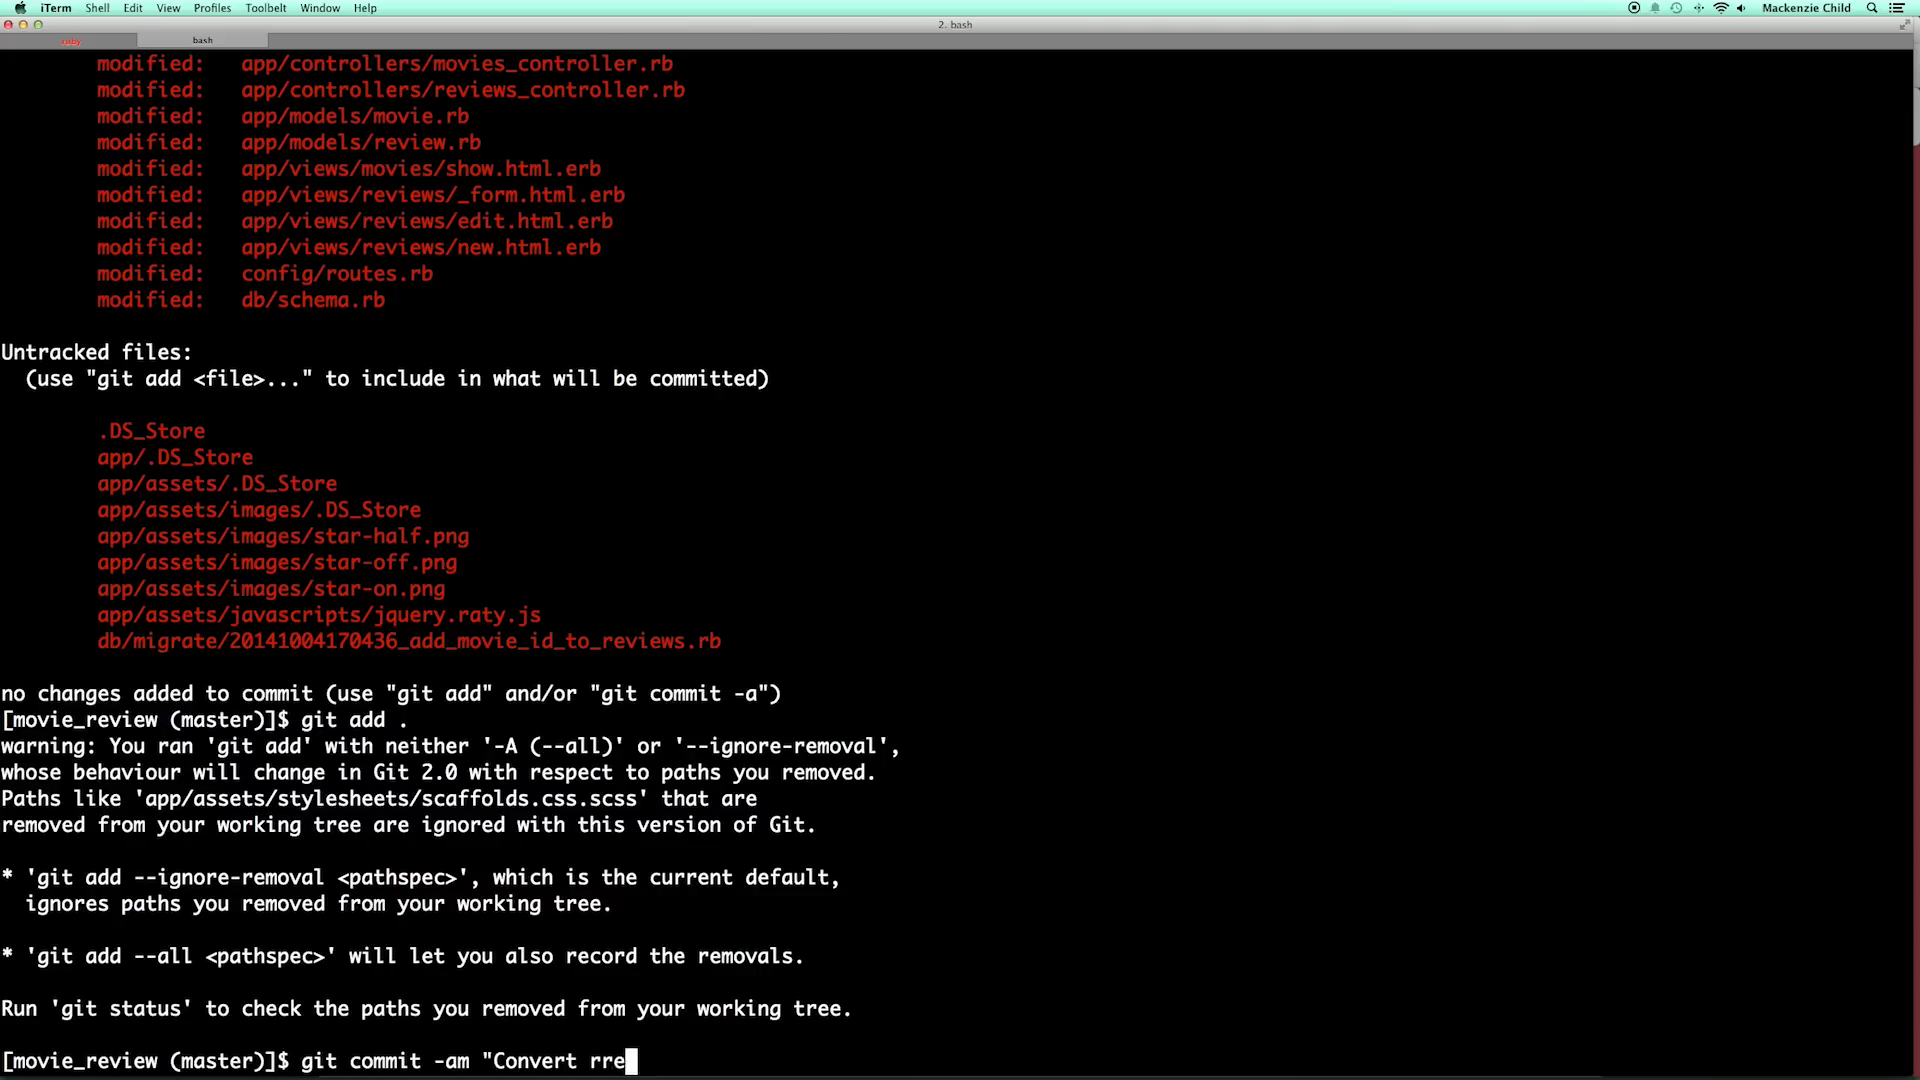 iTerm Shell Edit View Profiles Toolbelt Window Help Mackenzie Child
2. bash
ruby bash
modified: app/controllers/movies_controller.rb
modified: app/controllers/reviews_controller.rb
modified: app/models/movie.rb
modified: app/models/review.rb
modified: app/views/movies/show.html.erb
modified: app/views/reviews/_form.html.erb
modified: app/views/reviews/edit.html.erb
modified: app/views/reviews/new.html.erb
modified: config/routes.rb
modified: db/schema.rb
Untracked files:
(use "git add <file>..." to include in what will be committed)
.DS_Store
app/.DS_Store
app/assets/.DS_Store
app/assets/images/.DS_Store
app/assets/images/star-half.png
app/assets/images/star-off.png
app/assets/images/star-on.png
app/assets/javascripts/jquery.raty.js
db/migrate/20141004170436_add_movie_id_to_reviews.rb
no changes added to commit (use "git add" and/or "git commit -a")
[movie_review (master)]$ git add .
warning: You ran 'git add' with neither '-A (--all)' or '--ignore-removal',
whose behaviour will change in Git 2.0 with respect to paths you removed.
Paths like 'app/assets/stylesheets/scaffolds.css.scss' that are
removed from your working tree are ignored with this version of Git.
* 'git add --ignore-removal <pathspec>', which is the current default,
ignores paths you removed from your working tree.
* 'git add --all <pathspec>' will let you also record the removals.
Run 'git status' to check the paths you removed from your working tree.
[movie_review (master)]$ git commit -am "Convert rre